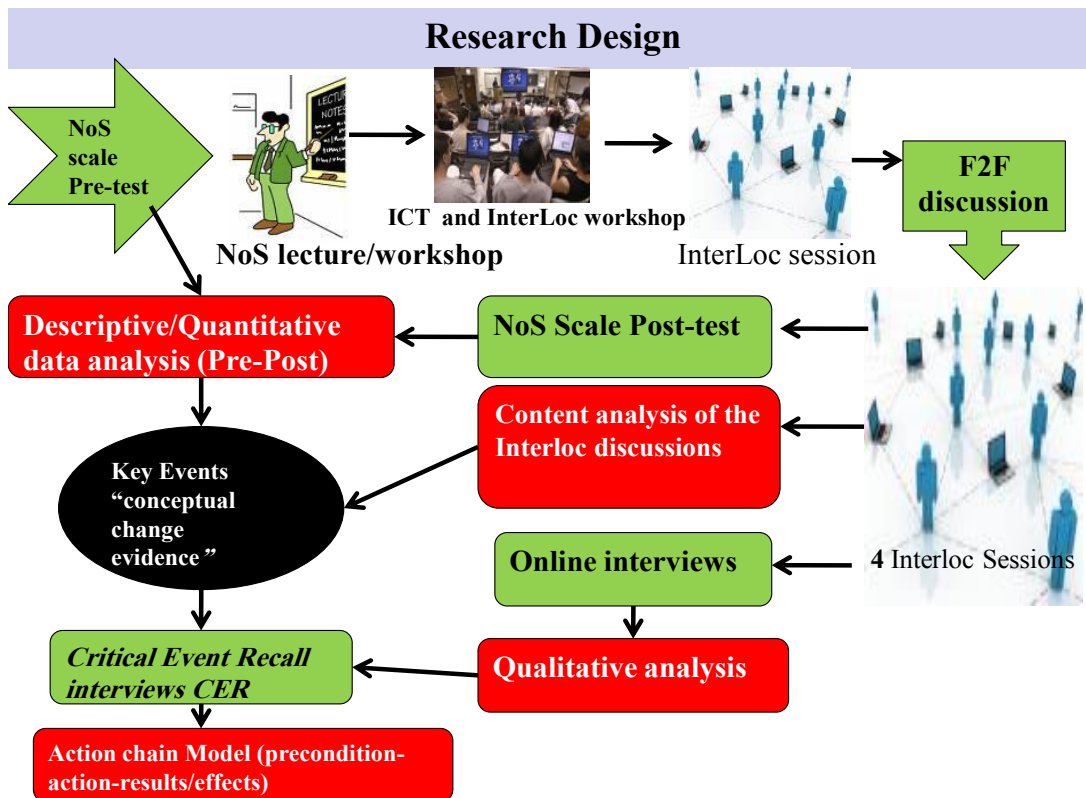 Research Design
NoS
scale
Pre-test
LECTURE
NOTES
NoS lecture/workshop
ICT and InterLoc workshop
InterLoc session
F2F
discussion
Descriptive/Quantitative
data analysis (Pre-Post)
NoS Scale Post-test
Content analysis of the
Interloc discussions
Key Events
“conceptual
change
evidence”
Online interviews
4 Interloc Sessions
Critical Event Recall
interviews CER
Qualitative analysis
Action chain Model (precondition-
action-results/effects)